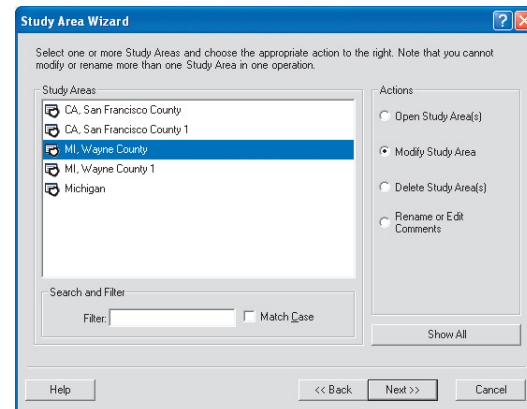 Study Area Wizard
Select one or more Study Areas and choose the appropriate action to the right. Note that you cannot
modify or rename more than one Study Area in one operation.
Study Areas
CA, San Francisco County
CA, San Francisco County 1
MI, Wayne County
MI, Wayne County 1
Michigan
Search and Filter
Filter:
Match Case
Actions
Open Study Area(s)
Modify Study Area
Delete Study Area(s)
Rename or Edit
Comments
Show All
Help
<< Back
Next >>
Cancel